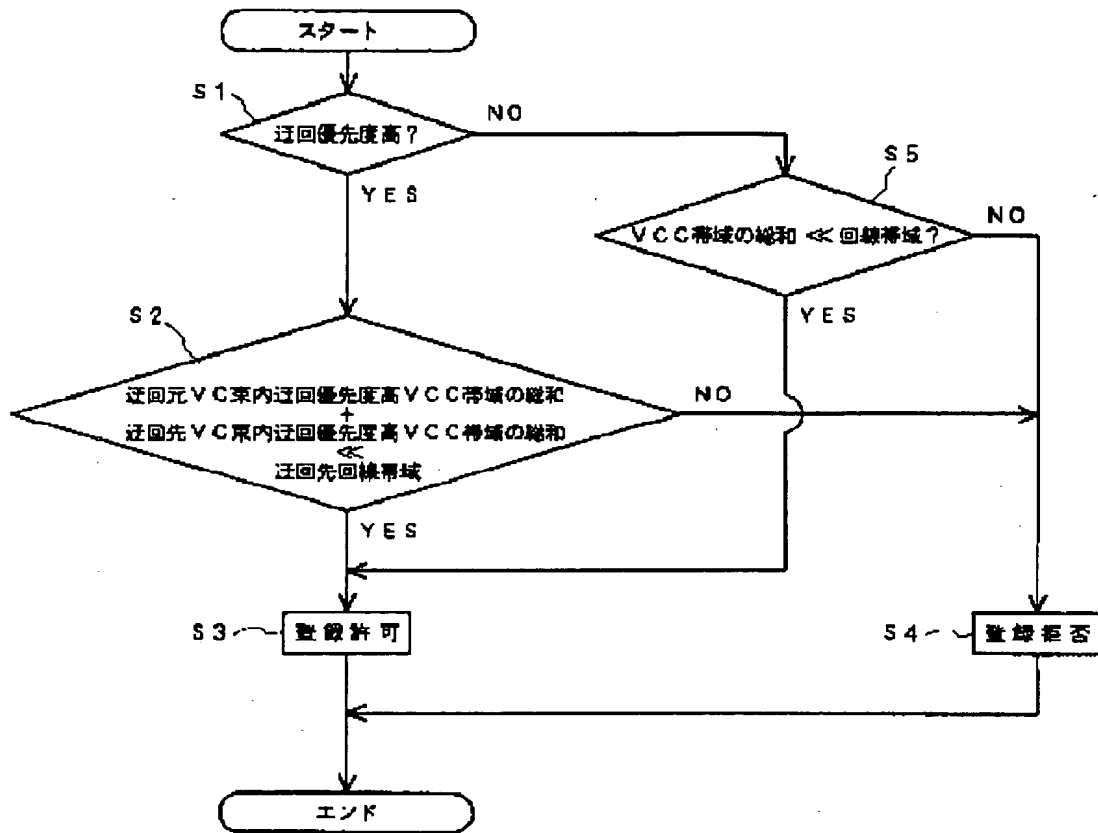 スタート
S1
迂回優先度高?
NO
YES
S5
VCC帯域の総和 ≪ 回線帯域?
NO
YES
S2
迂回元VC束内迂回優先度高VCC帯域の総和
+
迂回先VC束内迂回優先度高VCC帯域の総和
≪
迂回先回線帯域
NO
YES
S3
登録許可
S4
登録拒否
エンド